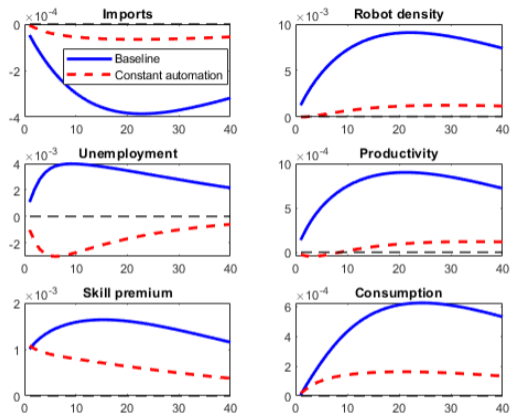 Imports
×10⁻⁴
0
-2
-4
0 10 20 30 40
Baseline
Constant automation
Robot density
×10⁻³
10
5
0
0 10 20 30 40
Unemployment
×10⁻³
4
2
0
-2
0 10 20 30 40
Productivity
×10⁻⁴
10
5
0
0 10 20 30 40
Skill premium
×10⁻³
2
1
0
0 10 20 30 40
Consumption
×10⁻⁴
6
4
2
0
0 10 20 30 40